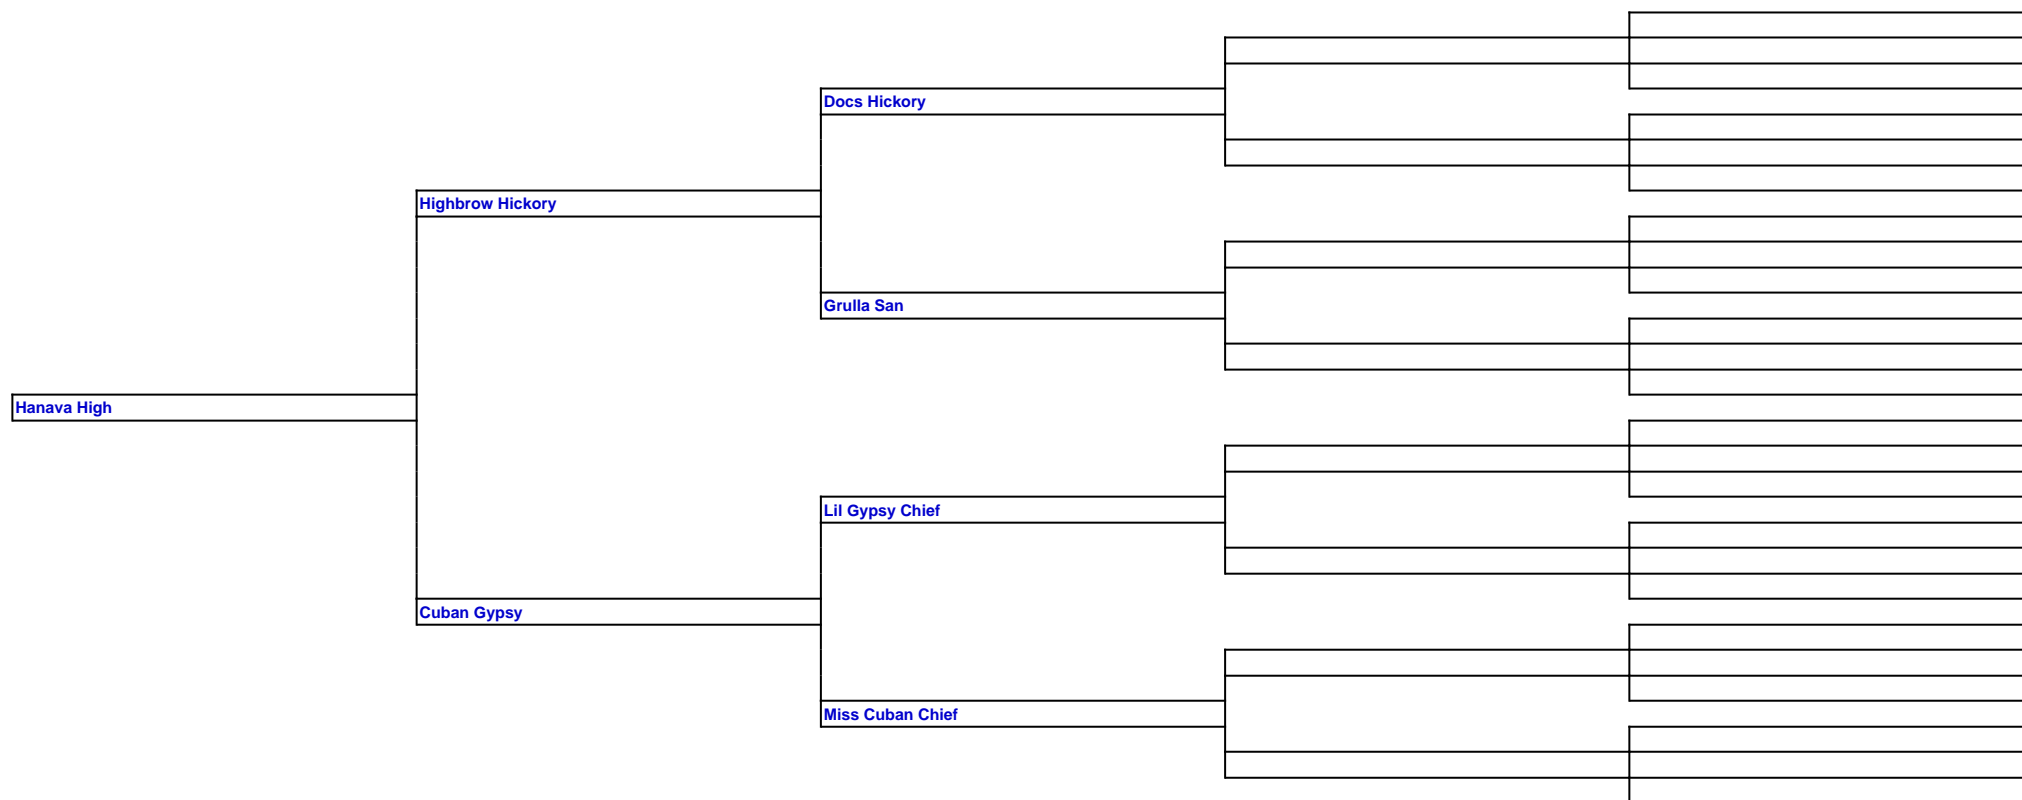 Docs Hickory
Highbrow Hickory
Grulla San
Hanava High
Lil Gypsy Chief
Cuban Gypsy
Miss Cuban Chief